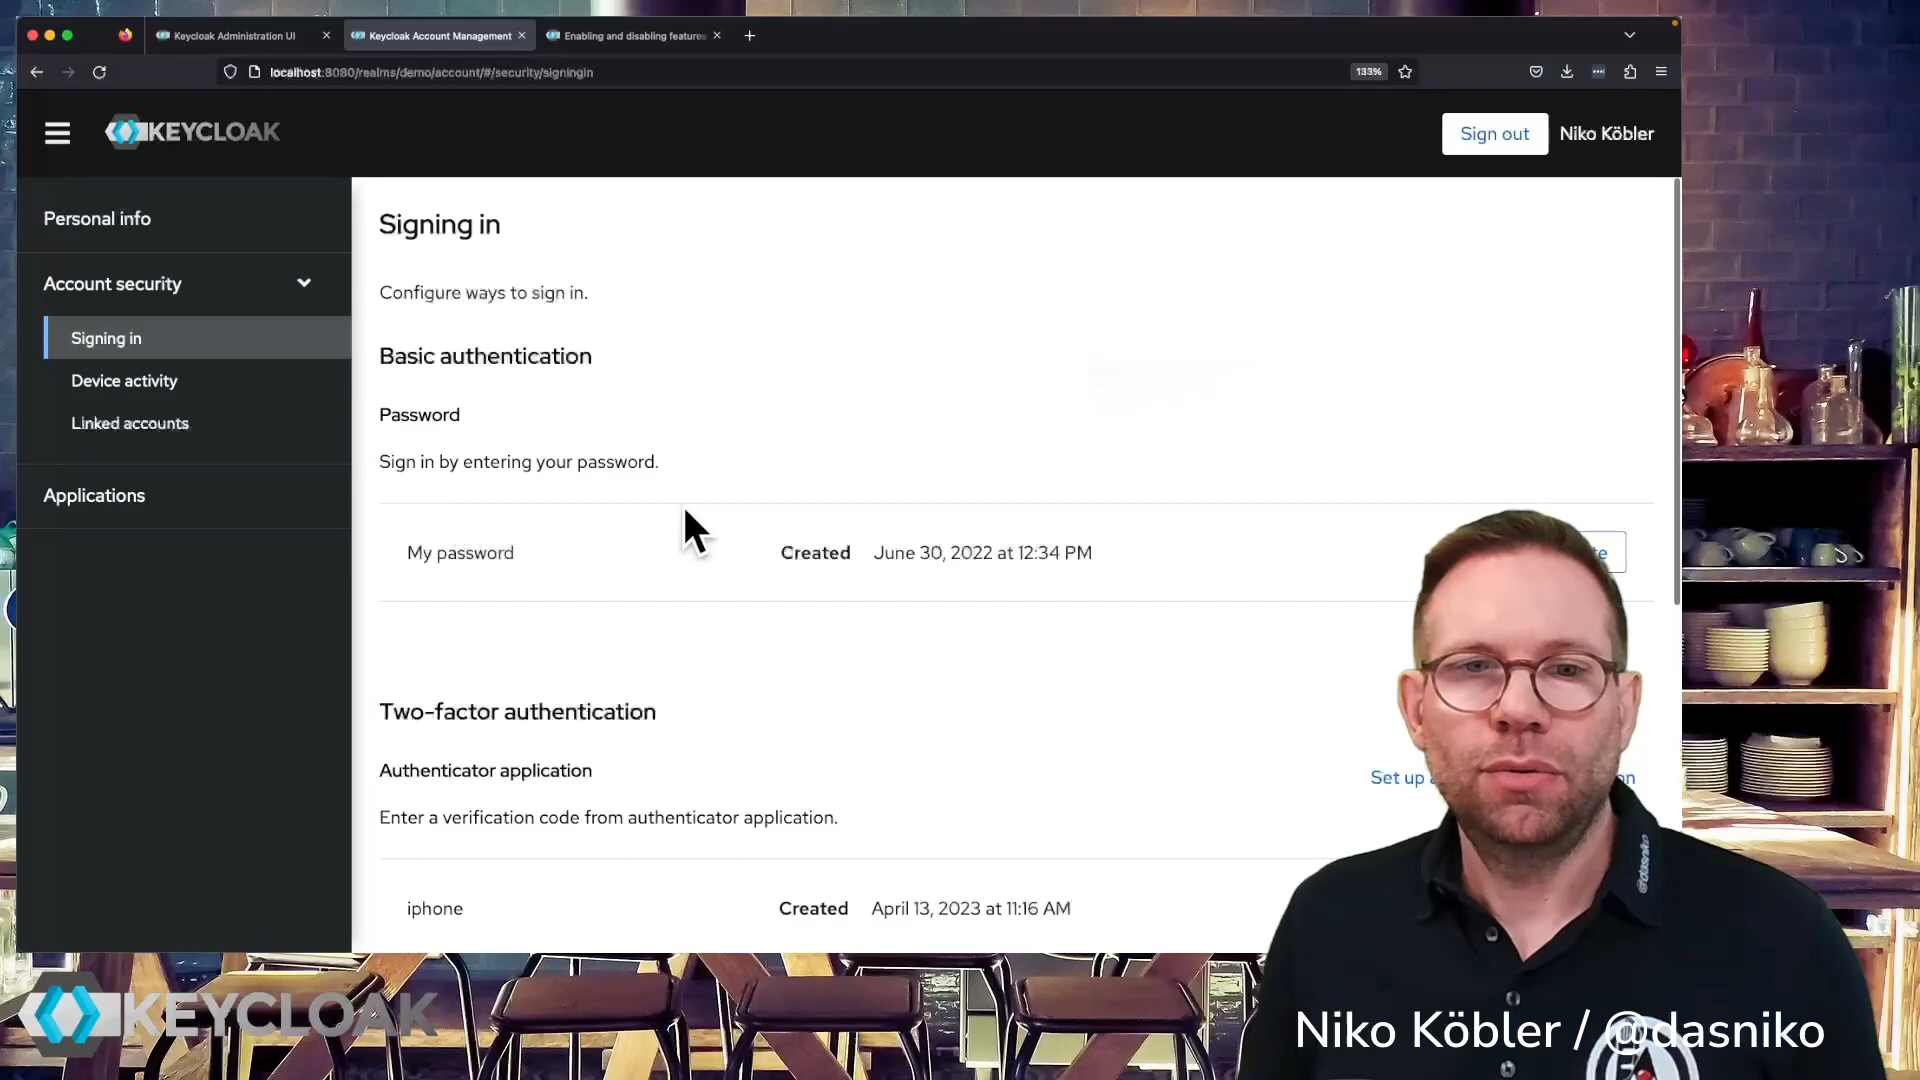 Keycloak Administration UI
Keycloak Account Management
Enabling and disabling features
localhost:8080/realms/demo/account/#/security/signingin
133%
KEYCLOAK
Sign out
Niko Köbler
Personal info
Account security
Signing in
Device activity
Linked accounts
Applications
Signing in
Configure ways to sign in.
Basic authentication
Password
Sign in by entering your password.
My password
Created
June 30, 2022 at 12:34 PM
Two-factor authentication
Authenticator application
Set up
Enter a verification code from authenticator application.
iphone
Created
April 13, 2023 at 11:16 AM
@dasniko
KEYCLOAK
Niko Köbler / @dasniko